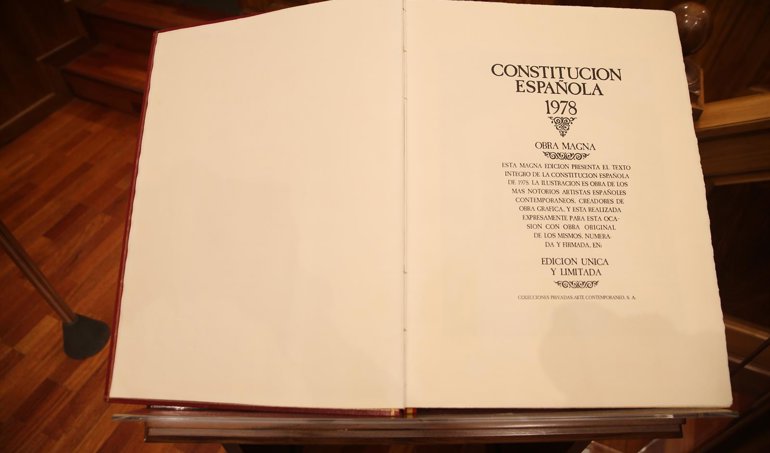 CONSTITUCION
ESPAÑOLA
1978
OBRA MAGNA
ESTA MAGNA EDICION PRESENTA EL TEXTO
INTEGRO DE LA CONSTITUCION ESPAÑOLA
DE 1978. LA ILUSTRACION ES OBRA DE LOS
MAS NOTORIOS ARTISTAS ESPAÑOLES
CONTEMPORANEOS, CREADORES DE
OBRA GRAFICA, Y ESTA REALIZADA
EXPRESAMENTE PARA ESTA OCA-
SION CON OBRA ORIGINAL
DE LOS MISMOS, NUMERA-
DA Y FIRMADA, EN:
EDICION UNICA
Y LIMITADA
COLECCIONES PRIVADAS-ARTE CONTEMPORANEO, S. A.